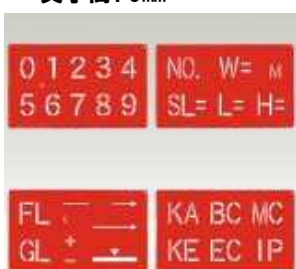 0 1 2 3 4
5 6 7 8 9
NO. W= M
SL= L= H=
FL
GL ±
KA BC MC
KE EC IP